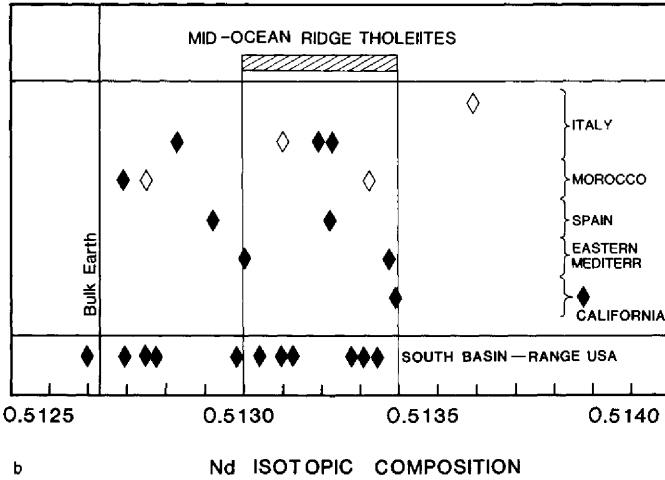 MID-OCEAN RIDGE THOLEIITES
ITALY
MOROCCO
SPAIN
EASTERN
MEDITERR
CALIFORNIA
Bulk Earth
SOUTH BASIN-RANGE USA
0.5125 0.5130 0.5135 0.5140
b Nd ISOTOPIC COMPOSITION